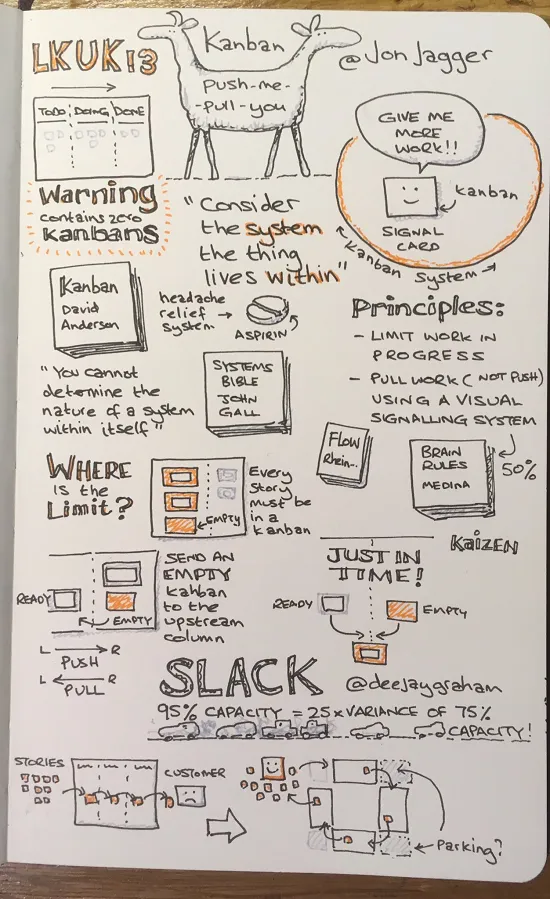 LKUK13
Kanban
push-me-
-pull-you
@JonJagger
TODO DOING DONE
GIVE ME
MORE
WORK!!
kanban
SIGNAL
CARD
Kanban System
Warning
contains zero
Kanbans
"Consider
the system
the thing
lives within"
Kanban
David
Anderson
headache
relief
system
ASPIRIN
Principles:
- LIMIT WORK IN
PROGRESS
- PULL WORK (NOT PUSH)
USING A VISUAL
SIGNALLING SYSTEM
"You cannot
determine the
nature of a system
within itself"
SYSTEMS
BIBLE
JOHN
GALL
FLOW
Rhein...
BRAIN
RULES
MEDINA
50%
WHERE
is the
Limit?
EMPTY
Every
Story
must be
in a
kanban
KAIZEN
READY
EMPTY
SEND AN
EMPTY
kanban
to the
upstream
column
JUST IN
TIME!
READY
EMPTY
L R
PUSH
L R
PULL
SLACK
@deejaygraham
95% CAPACITY = 25 x VARIANCE OF 75%
CAPACITY!
STORIES
CUSTOMER
Parking?